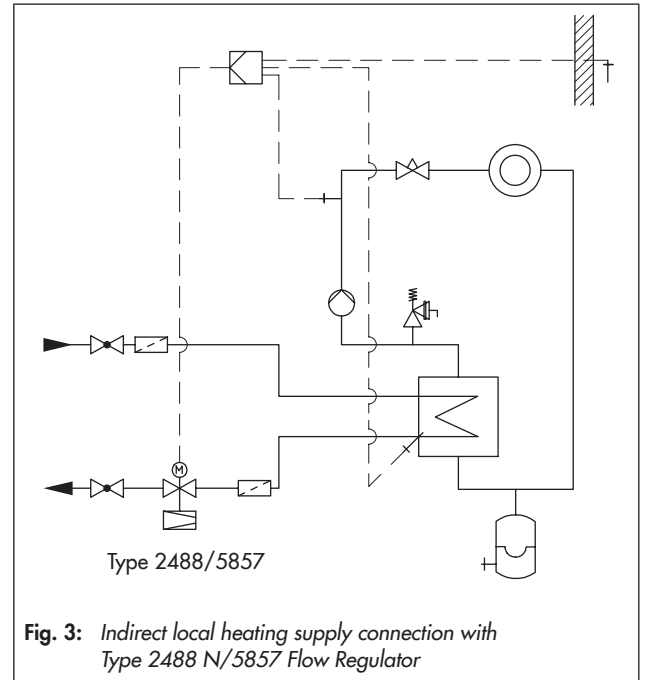 M
Type 2488/5857
Fig. 3: Indirect local heating supply connection with
Type 2488 N/5857 Flow Regulator